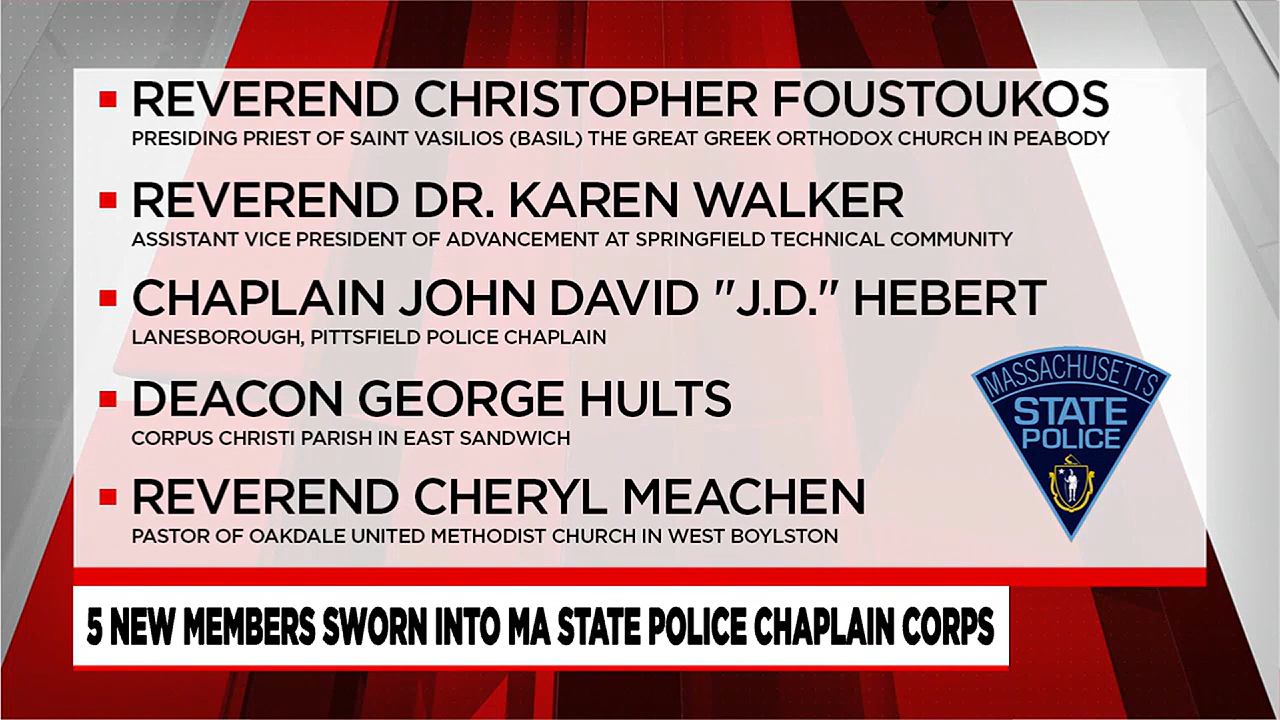 REVEREND CHRISTOPHER FOUSTOUKOS
PRESIDING PRIEST OF SAINT VASILIOS (BASIL) THE GREAT GREEK ORTHODOX CHURCH IN PEABODY
REVEREND DR. KAREN WALKER
ASSISTANT VICE PRESIDENT OF ADVANCEMENT AT SPRINGFIELD TECHNICAL COMMUNITY
CHAPLAIN JOHN DAVID "J.D." HEBERT
LANESBOROUGH, PITTSFIELD POLICE CHAPLAIN
DEACON GEORGE HULTS
CORPUS CHRISTI PARISH IN EAST SANDWICH
REVEREND CHERYL MEACHEN
PASTOR OF OAKDALE UNITED METHODIST CHURCH IN WEST BOYLSTON
MASSACHUSETTS
STATE
POLICE
5 NEW MEMBERS SWORN INTO MA STATE POLICE CHAPLAIN CORPS